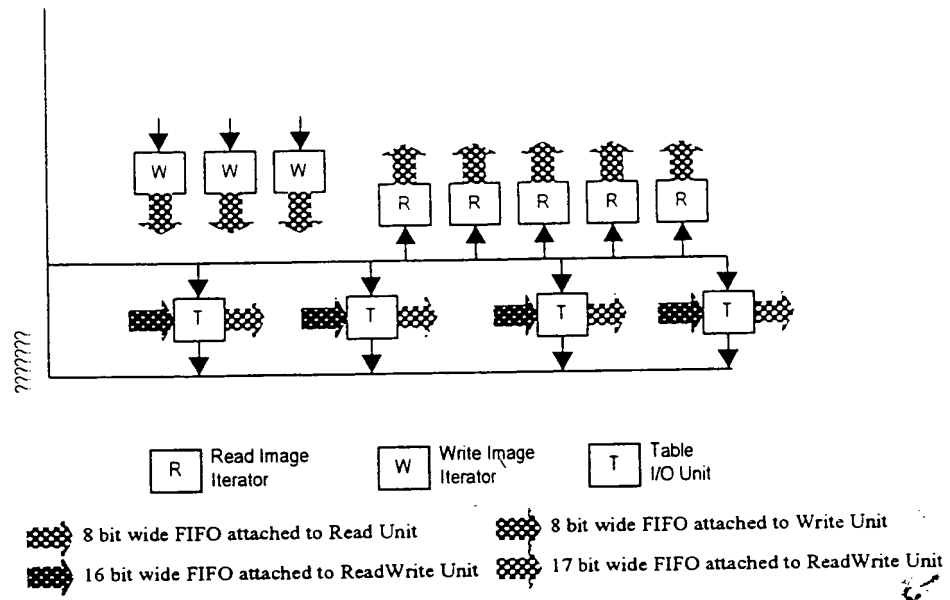 W W W
R R R R R
T T T T
R Read Image
Iterator
W Write Image
Iterator
T Table
I/O Unit
8 bit wide FIFO attached to Read Unit
8 bit wide FIFO attached to Write Unit
16 bit wide FIFO attached to ReadWrite Unit
17 bit wide FIFO attached to ReadWrite Unit